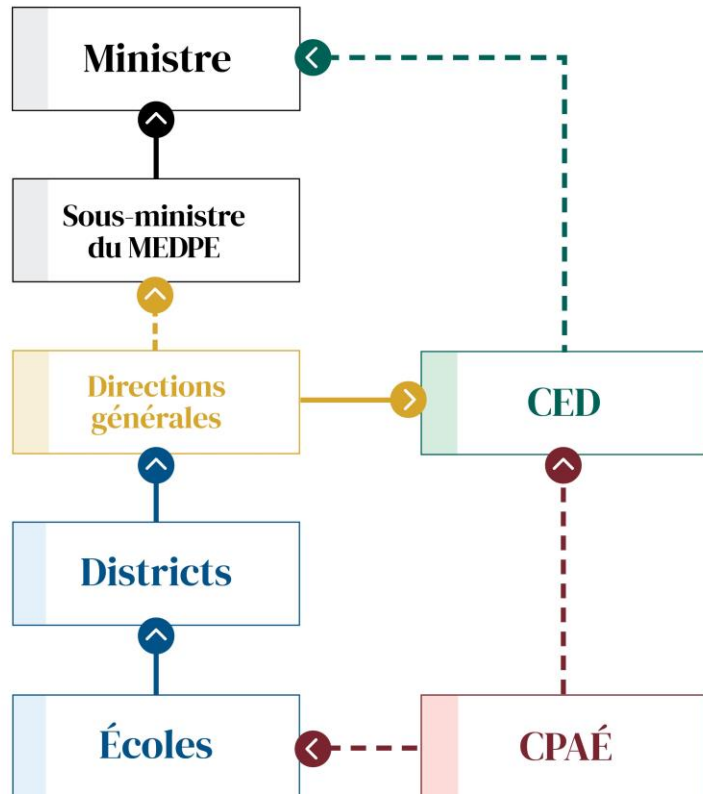 Ministre
Sous-ministre
du MEDPE
Directions
générales
CED
Districts
Écoles
CPAÉ